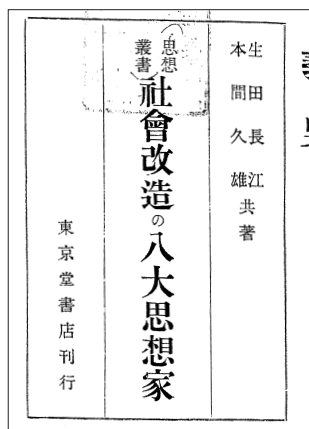 生田長江
本間久雄
共著
思想
叢書
社會改造の八大思想家
東京堂書店刊行